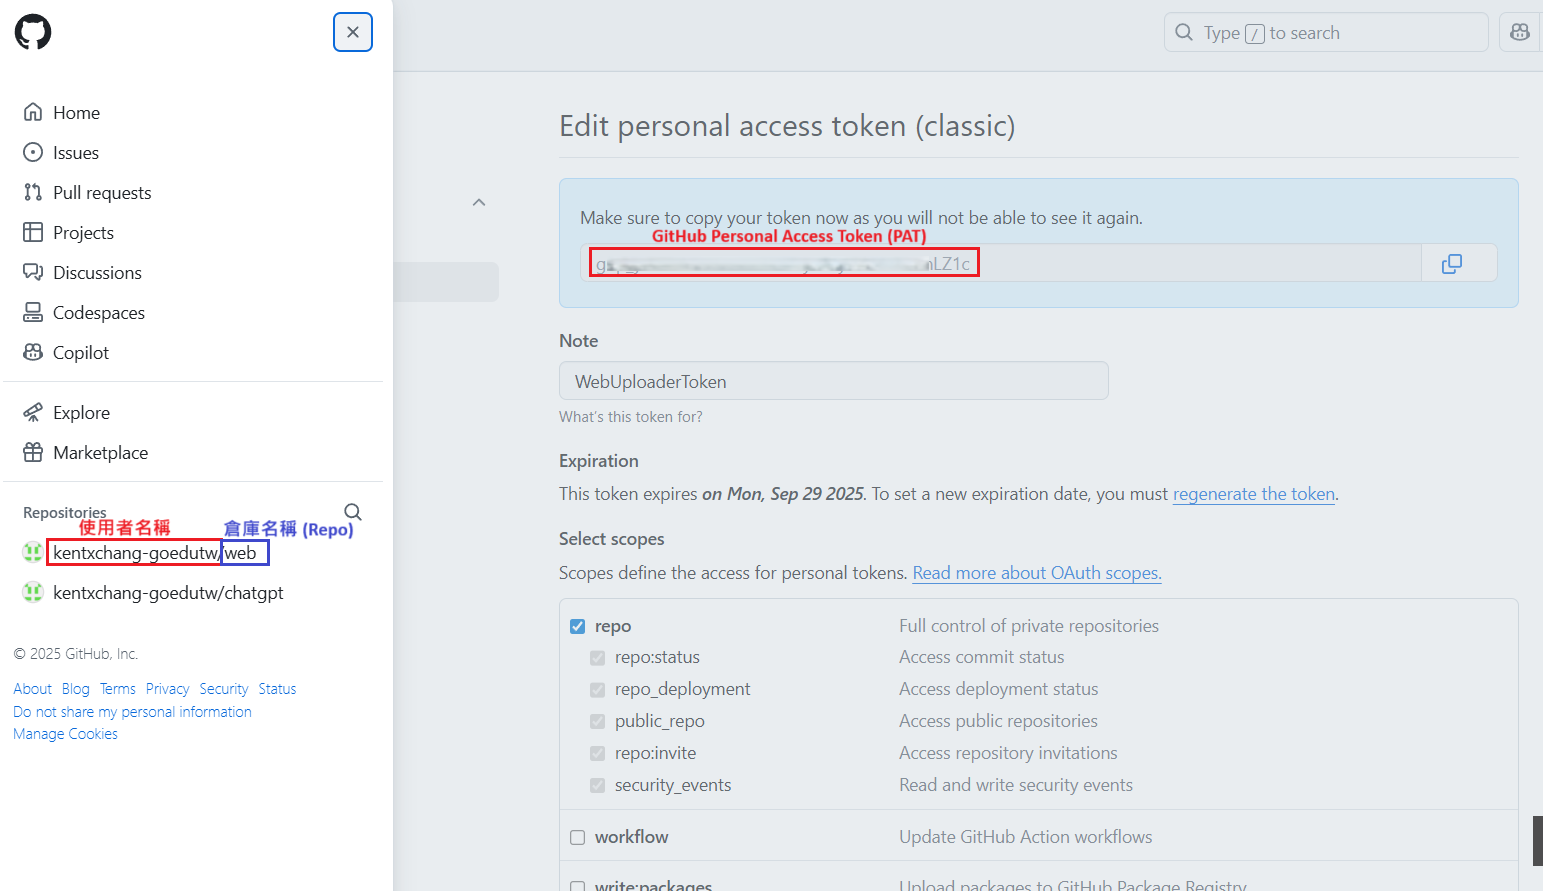 Type / to search
Home
Issues
Pull requests
Projects
Discussions
Codespaces
Copilot
Explore
Marketplace
Repositories
使用者名稱
倉庫名稱 (Repo)
kentxchang-goedutw/web
kentxchang-goedutw/chatgpt
© 2025 GitHub, Inc.
About Blog Terms Privacy Security Status
Do not share my personal information
Manage Cookies
Edit personal access token (classic)
Make sure to copy your token now as you will not be able to see it again.
GitHub Personal Access Token (PAT)
LZ1c
Note
WebUploaderToken
What's this token for?
Expiration
This token expires on Mon, Sep 29 2025. To set a new expiration date, you must regenerate the token.
Select scopes
Scopes define the access for personal tokens. Read more about OAuth scopes.
repo Full control of private repositories
repo:status Access commit status
repo_deployment Access deployment status
public_repo Access public repositories
repo:invite Access repository invitations
security_events Read and write security events
workflow Update GitHub Action workflows
write:packages Upload packages to GitHub Package Registry